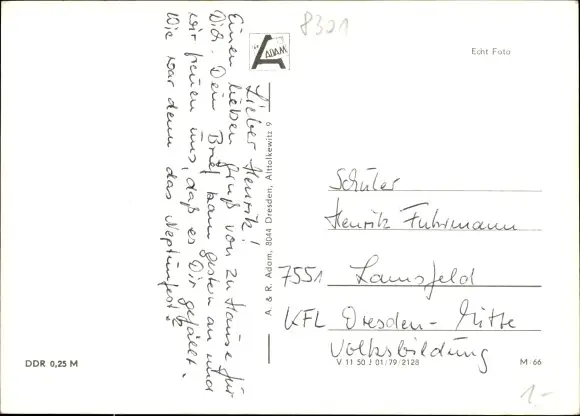 8301
ADAM
Echt Foto
Lieber Henrik!
Einen lieben Gruß von zu Hause für
Dich. Dein Brief kam gestern an und
wir freuen uns, daß es Dir gefällt.
Wie war denn das Neptunfest?
A. & R. Adam, 8044 Dresden, Altlolkewitz 9
Schüler
Henrik Fuhrmann
7551 Lamsfeld
KFL Dresden-Mitte
Volksbildung
DDR 0,25 M
V 11 50 J 01/79/2128
M/66
1.-